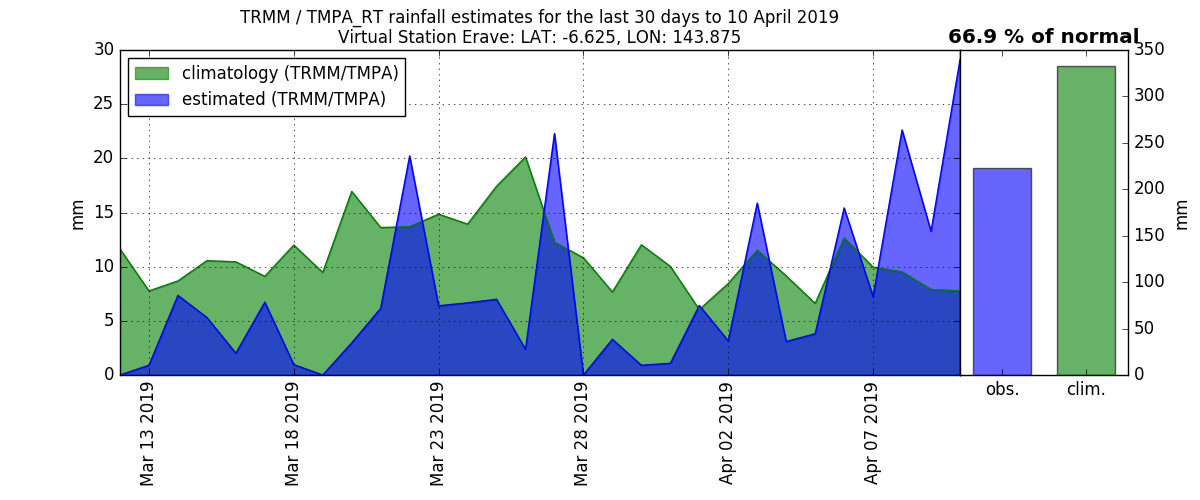 TRMM / TMPA_RT rainfall estimates for the last 30 days to 10 April 2019
Virtual Station Erave: LAT: -6.625, LON: 143.875
66.9 % of normal
climatology (TRMM/TMPA)
estimated (TRMM/TMPA)
30
25
20
15
10
5
0
mm
Mar 13 2019
Mar 18 2019
Mar 23 2019
Mar 28 2019
Apr 02 2019
Apr 07 2019
350
300
250
200
150
100
50
0
mm
obs.
clim.